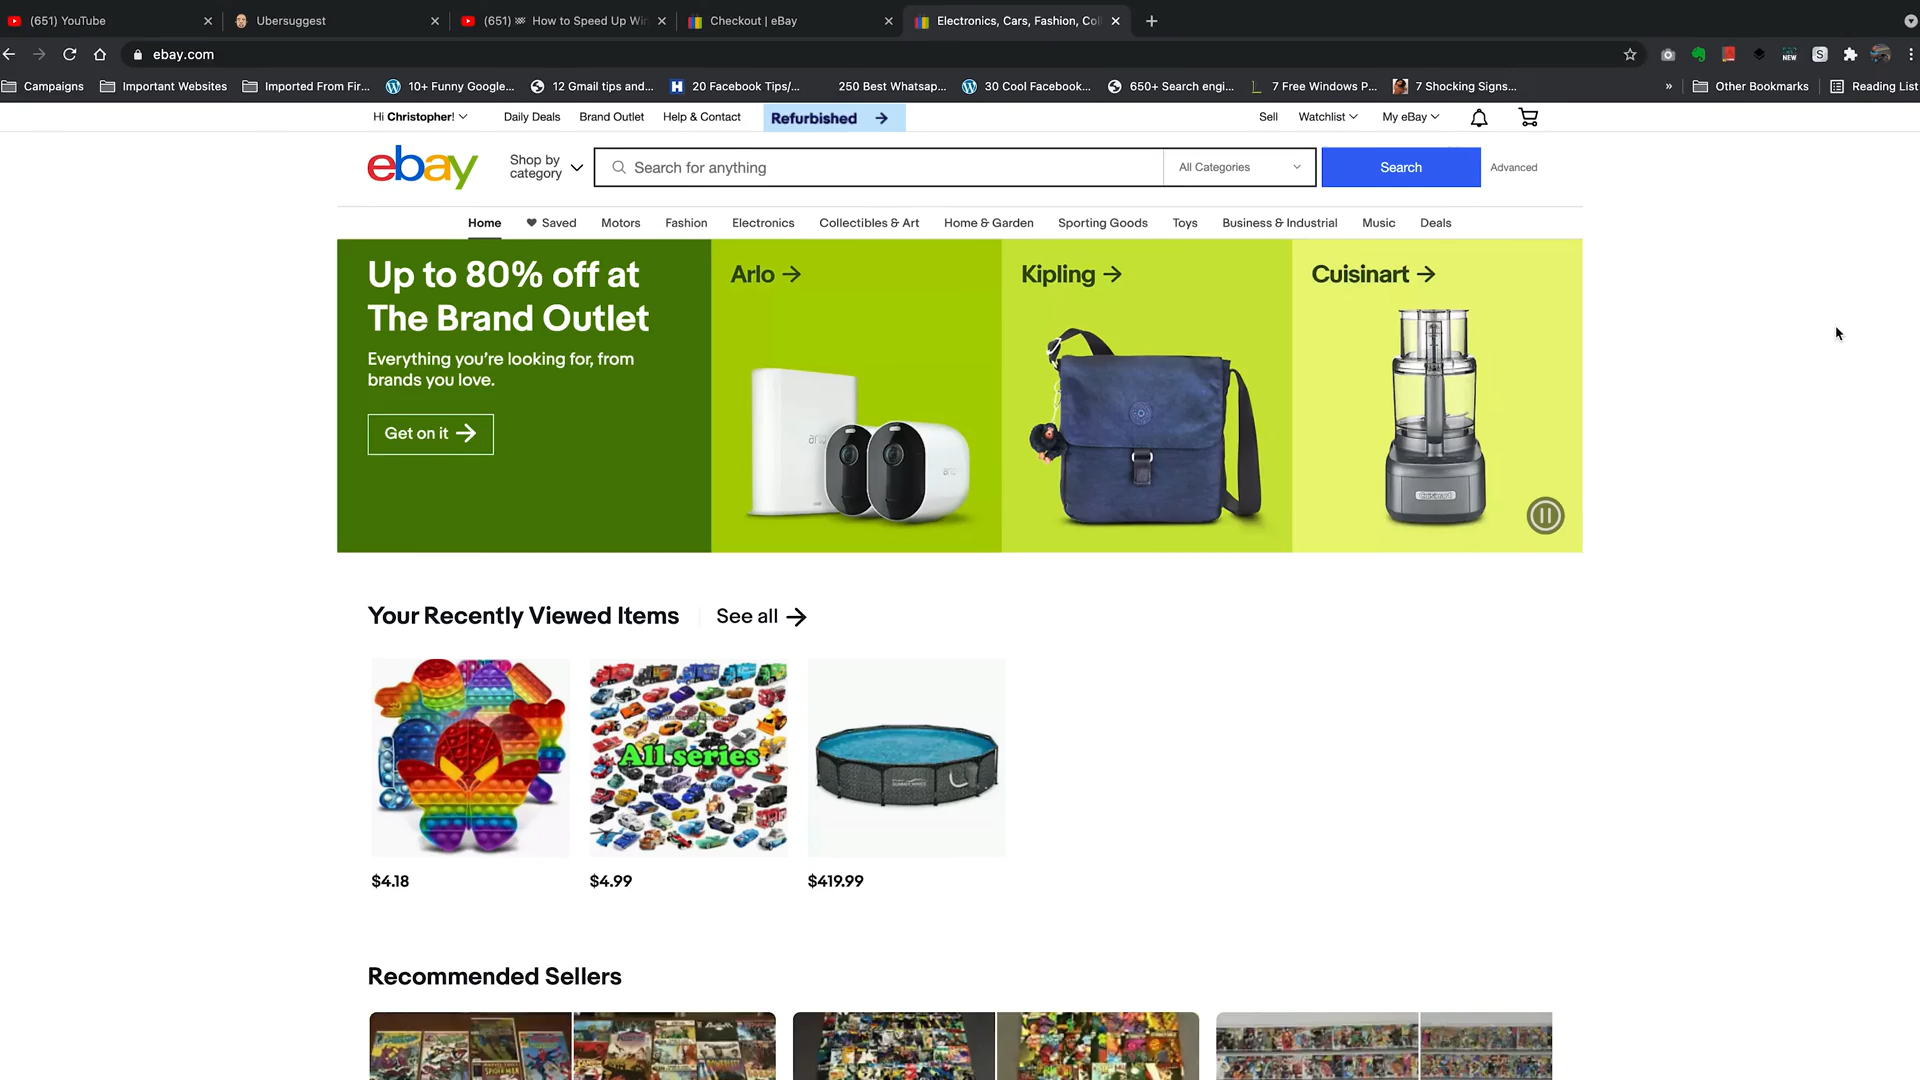 (651) YouTube
Ubersuggest
(651) How to Speed Up Win
Checkout | eBay
Electronics, Cars, Fashion, Col
ebay.com
Campaigns
Important Websites
Imported From Fir...
10+ Funny Google...
12 Gmail tips and...
20 Facebook Tips/...
250 Best Whatsap...
30 Cool Facebook...
650+ Search engi...
7 Free Windows P...
7 Shocking Signs...
»
Other Bookmarks
Reading List
Hi Christopher!
Daily Deals
Brand Outlet
Help & Contact
Refurbished
Sell
Watchlist
My eBay
ebay
Shop by
category
Search for anything
All Categories
Search
Advanced
Home
Saved
Motors
Fashion
Electronics
Collectibles & Art
Home & Garden
Sporting Goods
Toys
Business & Industrial
Music
Deals
Up to 80% off at
The Brand Outlet
Everything you're looking for, from
brands you love.
Get on it
Arlo
Kipling
Cuisinart
Your Recently Viewed Items
See all
All series
$4.18
$4.99
$419.99
Recommended Sellers